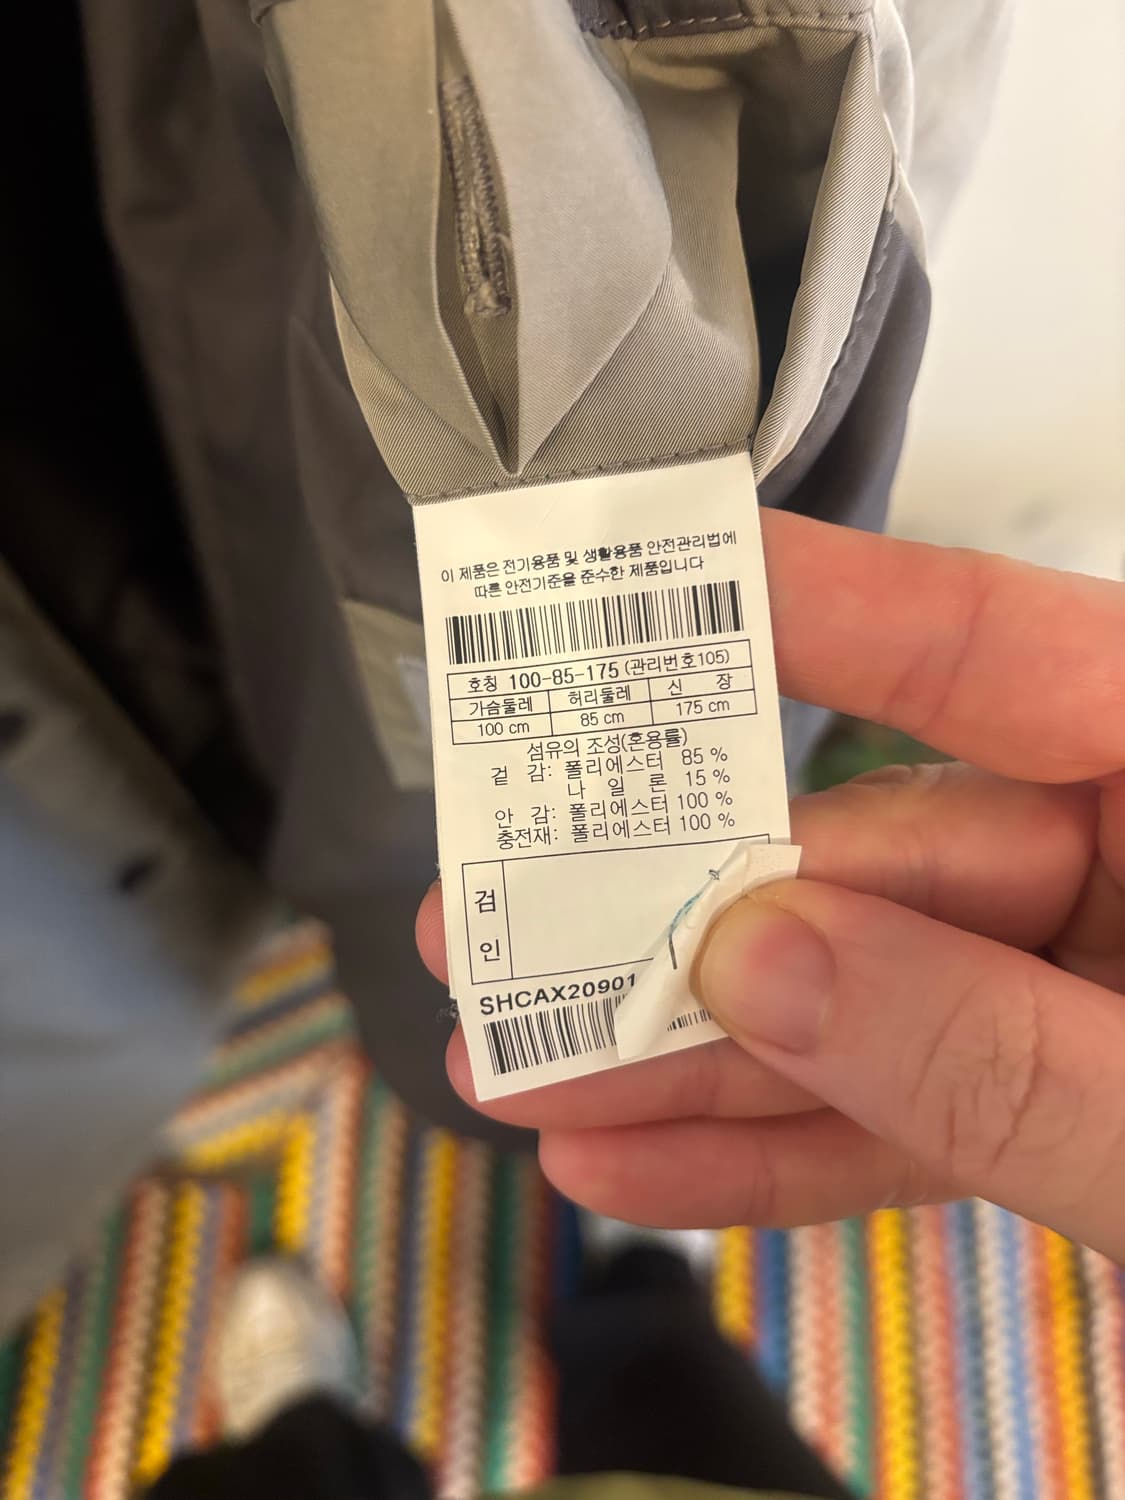 이 제품은 전기용품 및 생활용품 안전관리법에
따른 안전기준을 준수한 제품입니다
호칭 100-85-175 (관리번호105)
가슴둘레 허리둘레 신 장
100 cm 85 cm 175 cm
섬유의 조성(혼용률)
겉 감: 폴리에스터 85 %
나 일 론 15 %
안 감: 폴리에스터 100 %
충전재: 폴리에스터 100 %
검
인
SHCAX20901